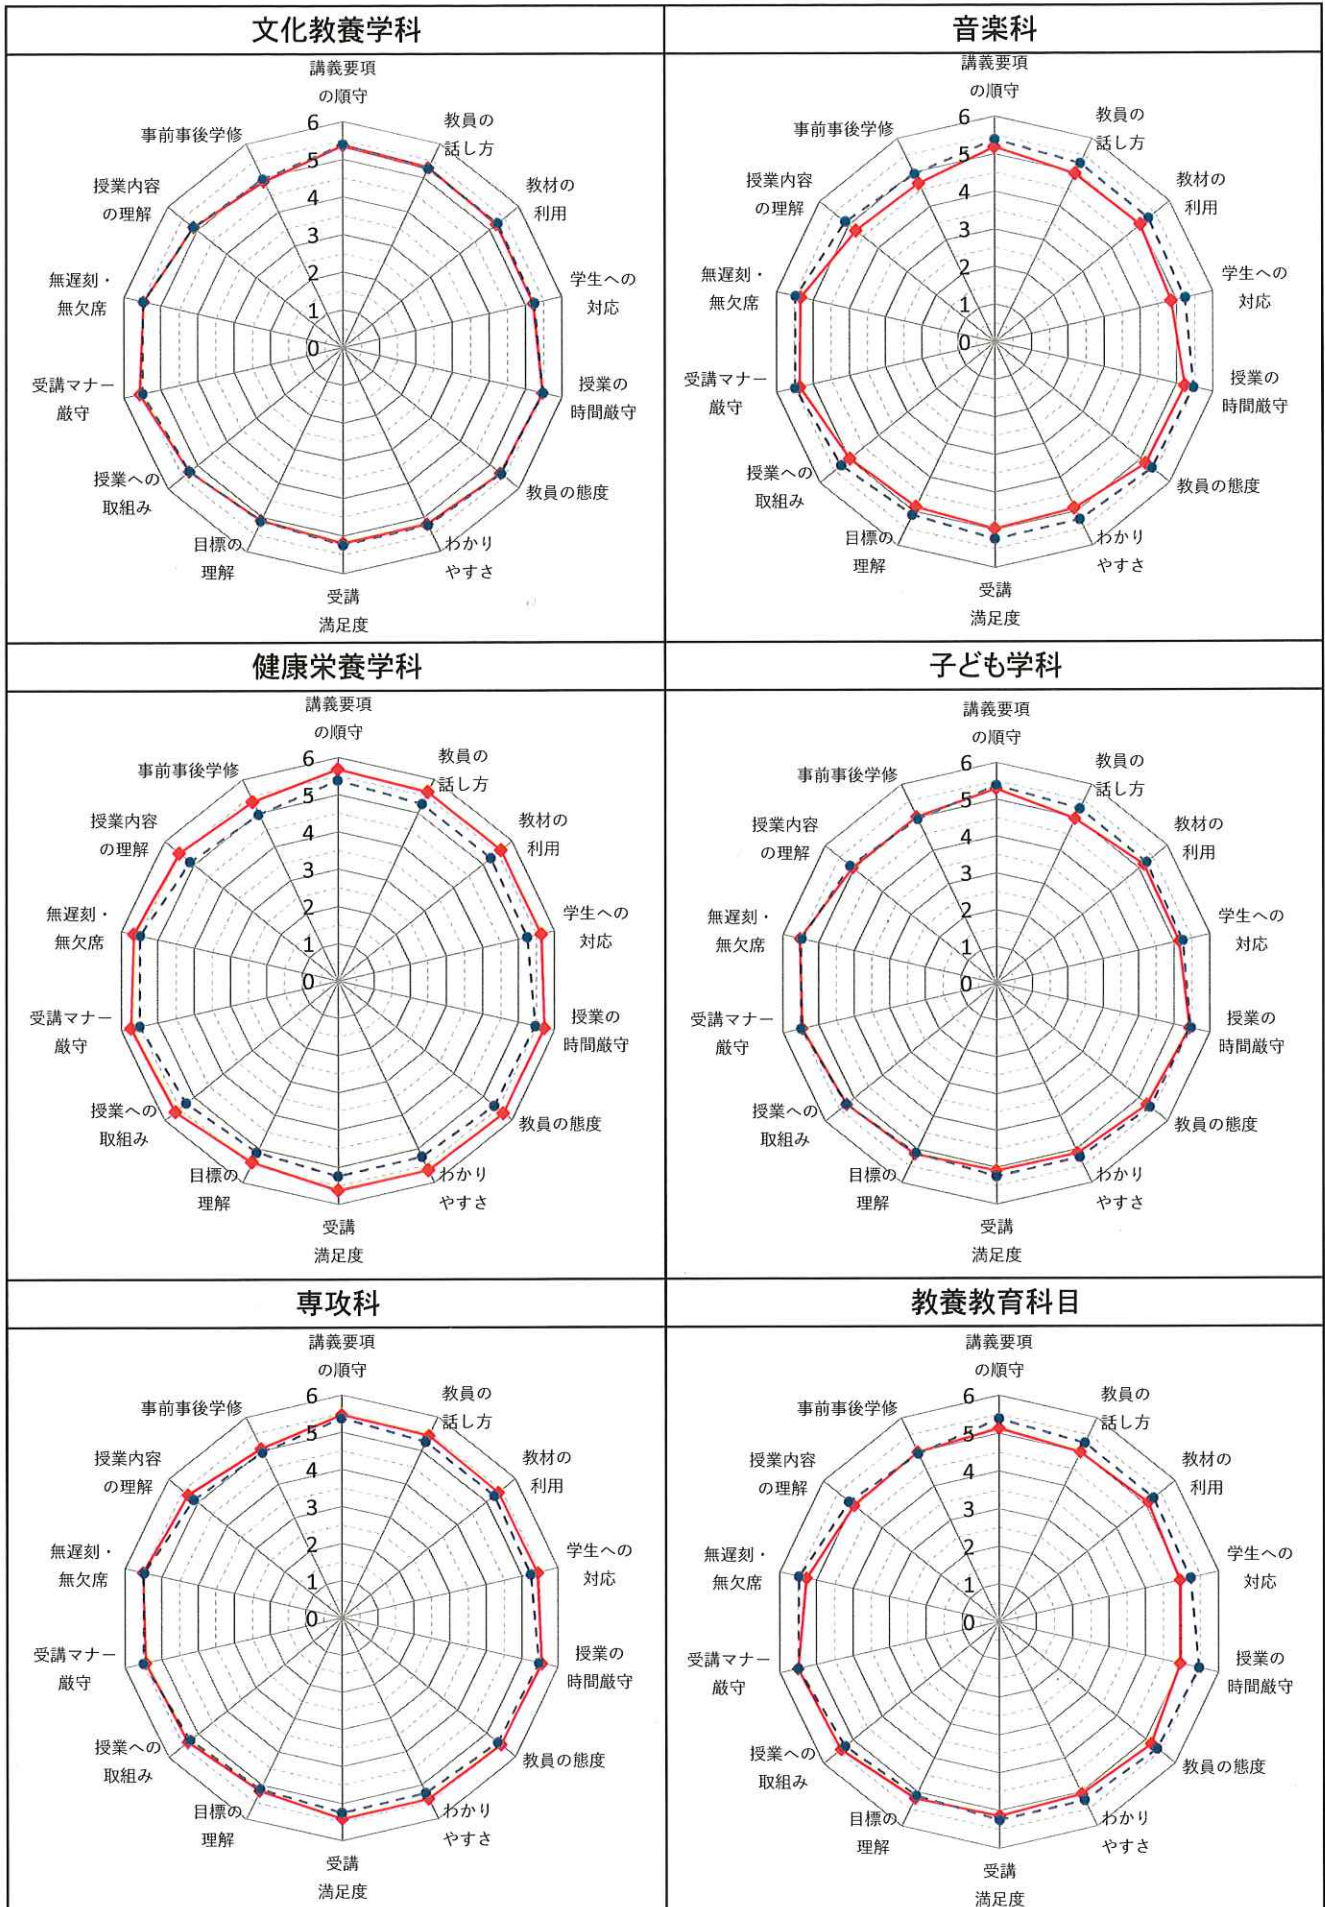 文化教養学科
講義要項
の順守
教員の
話し方
教材の
利用
学生への
対応
授業の
時間厳守
教員の態度
わかり
やすさ
受講
満足度
目標の
理解
授業への
取組み
受講マナー
厳守
無遅刻・
無欠席
授業内容
の理解
事前事後学修
6
5
4
3
2
1
0
音楽科
講義要項
の順守
教員の
話し方
教材の
利用
学生への
対応
授業の
時間厳守
教員の態度
わかり
やすさ
受講
満足度
目標の
理解
授業への
取組み
受講マナー
厳守
無遅刻・
無欠席
授業内容
の理解
事前事後学修
6
5
4
3
2
1
0
健康栄養学科
講義要項
の順守
教員の
話し方
教材の
利用
学生への
対応
授業の
時間厳守
教員の態度
わかり
やすさ
受講
満足度
目標の
理解
授業への
取組み
受講マナー
厳守
無遅刻・
無欠席
授業内容
の理解
事前事後学修
6
5
4
3
2
1
0
子ども学科
講義要項
の順守
教員の
話し方
教材の
利用
学生への
対応
授業の
時間厳守
教員の態度
わかり
やすさ
受講
満足度
目標の
理解
授業への
取組み
受講マナー
厳守
無遅刻・
無欠席
授業内容
の理解
事前事後学修
6
5
4
3
2
1
0
専攻科
講義要項
の順守
教員の
話し方
教材の
利用
学生への
対応
授業の
時間厳守
教員の態度
わかり
やすさ
受講
満足度
目標の
理解
授業への
取組み
受講マナー
厳守
無遅刻・
無欠席
授業内容
の理解
事前事後学修
6
5
4
3
2
1
0
教養教育科目
講義要項
の順守
教員の
話し方
教材の
利用
学生への
対応
授業の
時間厳守
教員の態度
わかり
やすさ
受講
満足度
目標の
理解
授業への
取組み
受講マナー
厳守
無遅刻・
無欠席
授業内容
の理解
事前事後学修
6
5
4
3
2
1
0